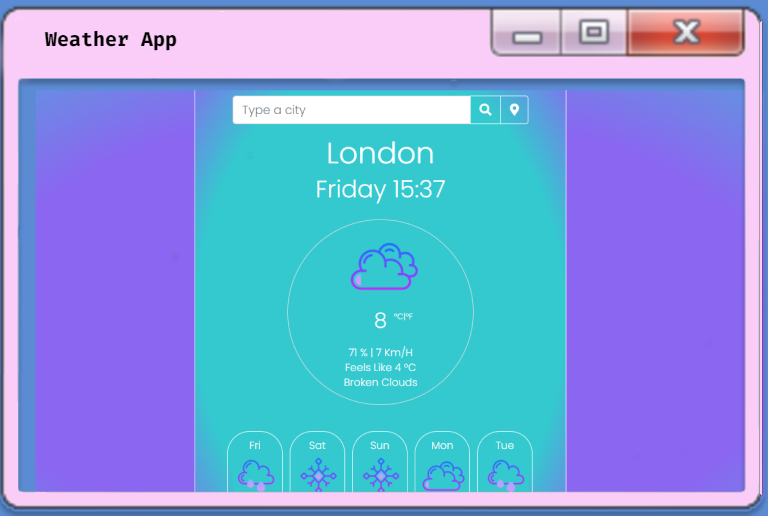 Weather App
Type a city
London
Friday 15:37
8 °C|°F
71 % | 7 Km/H
Feels Like 4 °C
Broken Clouds
Fri Sat Sun Mon Tue